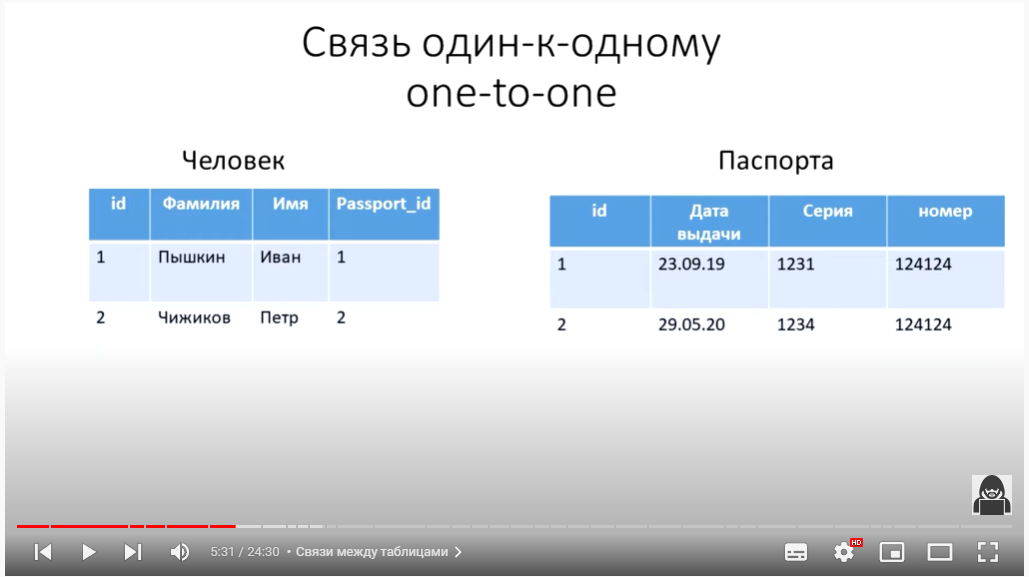 Связь один-к-одному
one-to-one
Человек
id Фамилия Имя Passport_id
1 Пышкин Иван 1
2 Чижиков Петр 2
Паспорта
id Дата выдачи Серия номер
1 23.09.19 1231 124124
2 29.05.20 1234 124124
5:31 / 24:30 • Связи между таблицами
HD